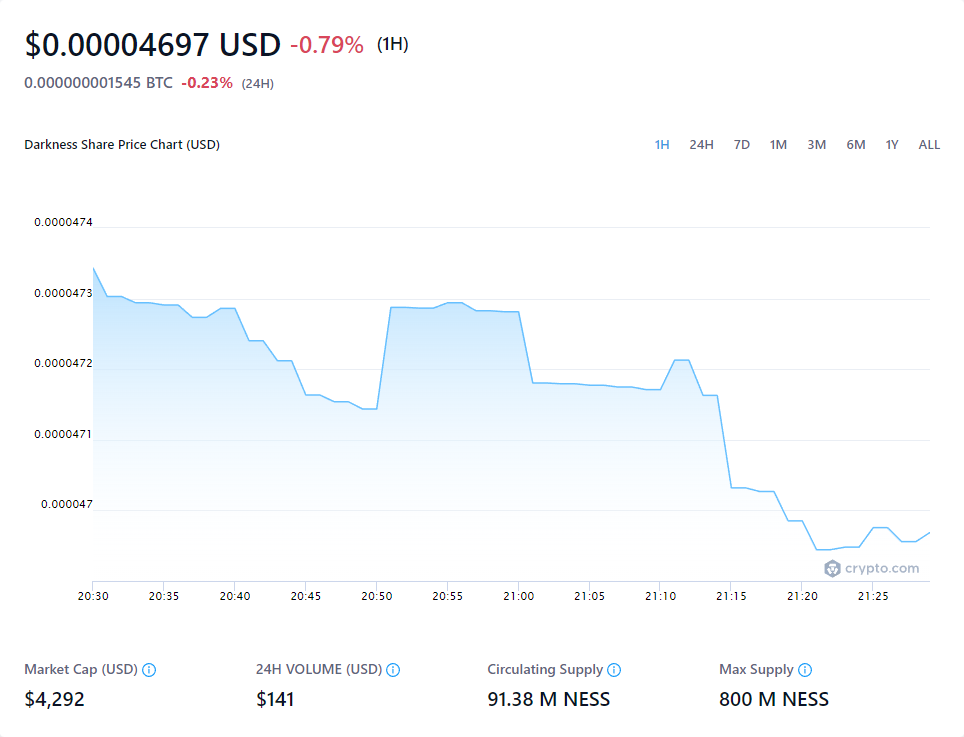 $0.00004697 USD -0.79% (1H)
0.000000001545 BTC -0.23% (24H)
Darkness Share Price Chart (USD) 1H 24H 7D 1M 3M 6M 1Y ALL
0.0000474
0.0000473
0.0000472
0.0000471
0.000047
crypto.com
20:30 20:35 20:40 20:45 20:50 20:55 21:00 21:05 21:10 21:15 21:20 21:25
Market Cap (USD) 24H VOLUME (USD) Circulating Supply Max Supply
$4,292 $141 91.38 M NESS 800 M NESS